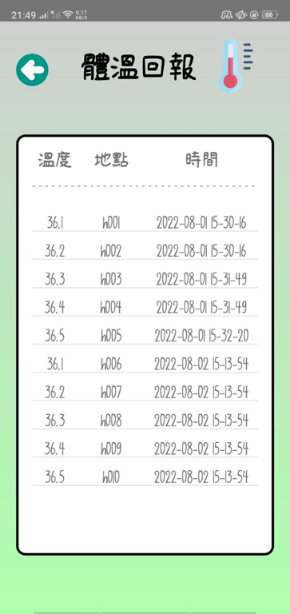 21:49 8.17 KB/S 66
體溫回報
溫度 地點 時間
36.1 h001 2022-08-01 15-30-16
36.2 h002 2022-08-01 15-30-16
36.3 h003 2022-08-01 15-31-49
36.4 h004 2022-08-01 15-31-49
36.5 h005 2022-08-01 15-32-20
36.1 h006 2022-08-02 15-13-54
36.2 h007 2022-08-02 15-13-54
36.3 h008 2022-08-02 15-13-54
36.4 h009 2022-08-02 15-13-54
36.5 h010 2022-08-02 15-13-54